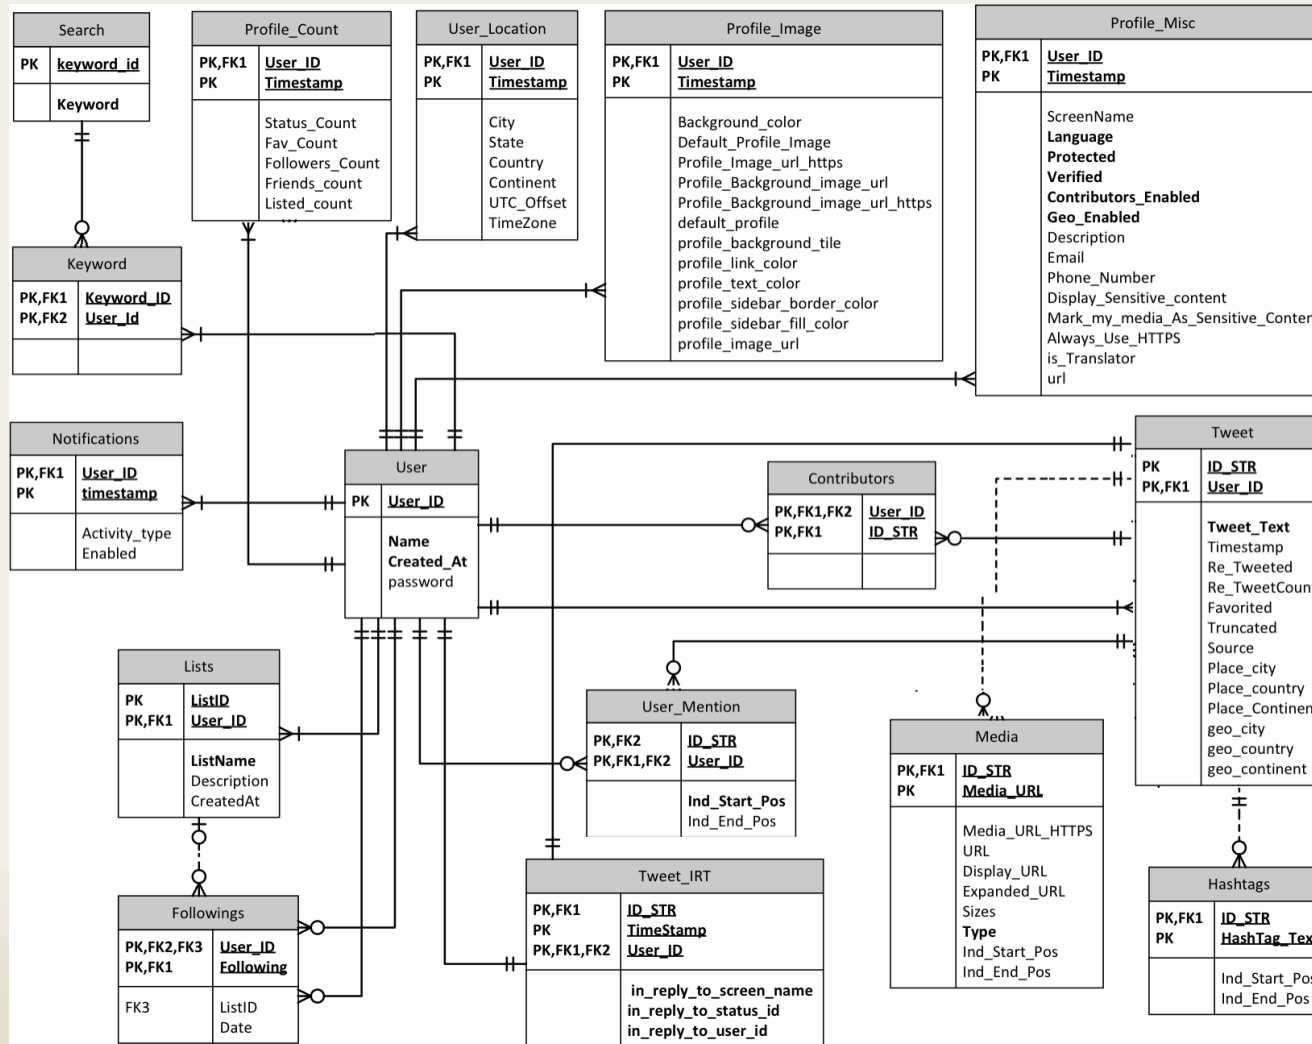 Search
PK keyword_id
Keyword
Profile_Count
PK,FK1 User_ID
PK Timestamp
Status_Count
Fav_Count
Followers_Count
Friends_count
Listed_count
User_Location
PK,FK1 User_ID
PK Timestamp
City
State
Country
Continent
UTC_Offset
TimeZone
Profile_Image
PK,FK1 User_ID
PK Timestamp
Background_color
Default_Profile_Image
Profile_Image_url_https
Profile_Background_image_url
Profile_Background_image_url_https
default_profile
profile_background_tile
profile_link_color
profile_text_color
profile_sidebar_border_color
profile_sidebar_fill_color
profile_image_url
Profile_Misc
PK,FK1 User_ID
PK Timestamp
ScreenName
Language
Protected
Verified
Contributors_Enabled
Geo_Enabled
Description
Email
Phone_Number
Display_Sensitive_content
Mark_my_media_As_Sensitive_Conten
Always_Use_HTTPS
is_Translator
url
Keyword
PK,FK1 Keyword_ID
PK,FK2 User_Id
Notifications
PK,FK1 User_ID
PK timestamp
Activity_type
Enabled
User
PK User_ID
Name
Created_At
password
Contributors
PK,FK1,FK2 User_ID
PK,FK1 ID_STR
Tweet
PK ID_STR
PK,FK1 User_ID
Tweet_Text
Timestamp
Re_Tweeted
Re_TweetCoun
Favorited
Truncated
Source
Place_city
Place_country
Place_Continen
geo_city
geo_country
geo_continent
Lists
PK ListID
PK,FK1 User_ID
ListName
Description
CreatedAt
User_Mention
PK,FK2 ID_STR
PK,FK1,FK2 User_ID
Ind_Start_Pos
Ind_End_Pos
Media
PK,FK1 ID_STR
PK Media_URL
Media_URL_HTTPS
URL
Display_URL
Expanded_URL
Sizes
Type
Ind_Start_Pos
Ind_End_Pos
Followings
PK,FK2,FK3 User_ID
PK,FK1 Following
FK3 ListID
Date
Tweet_IRT
PK,FK1 ID_STR
PK TimeStamp
PK,FK1,FK2 User_ID
in_reply_to_screen_name
in_reply_to_status_id
in_reply_to_user_id
Hashtags
PK,FK1 ID_STR
PK HashTag_Tex
Ind_Start_Pos
Ind_End_Pos